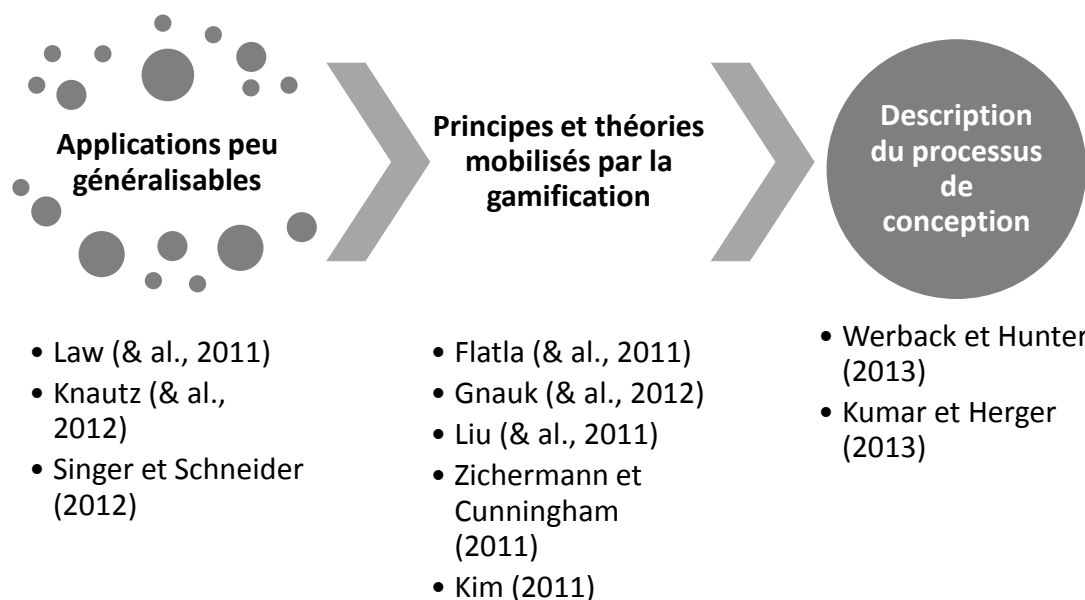 Applications peu
généralisables
Principes et théories
mobilisés par la
gamification
Description
du processus
de
conception
• Law (& al., 2011)
• Knautz (& al.,
2012)
• Singer et Schneider
(2012)
• Flatla (& al., 2011)
• Gnauk (& al., 2012)
• Liu (& al., 2011)
• Zichermann et
Cunningham
(2011)
• Kim (2011)
• Werback et Hunter
(2013)
• Kumar et Herger
(2013)